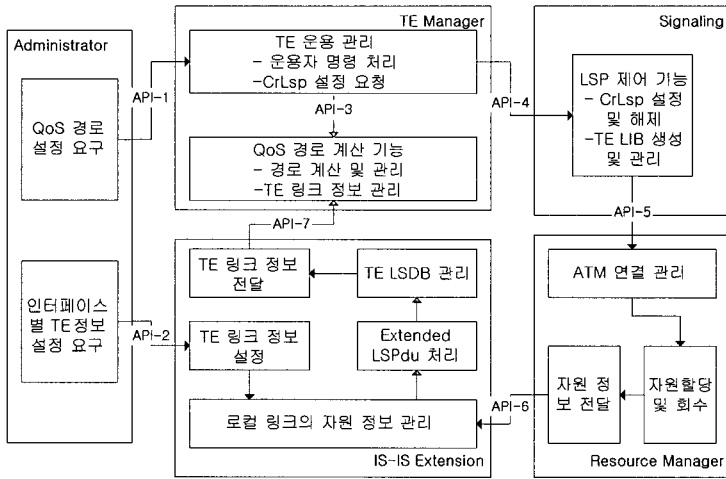 Administrator
QoS 경로
설정 요구
인터페이스
별 TE정보
설정 요구
API-1
API-2
TE Manager
TE 운용 관리
- 운용자 명령 처리
-CrLsp 설정 요청
API-3
QoS 경로 계산 기능
- 경로 계산 및 관리
-TE 링크 정보 관리
API-4
API-7
Signaling
LSP 제어 기능
- CrLsp 설정
및 해제
-TE LIB 생성
및 관리
API-5
TE 링크 정보
전달
TE LSDB 관리
TE 링크 정보
설정
Extended
LSPdu 처리
로컬 링크의 자원 정보 관리
IS-IS Extension
API-6
ATM 연결 관리
자원 정
보 전달
자원할당
및 회수
Resource Manager